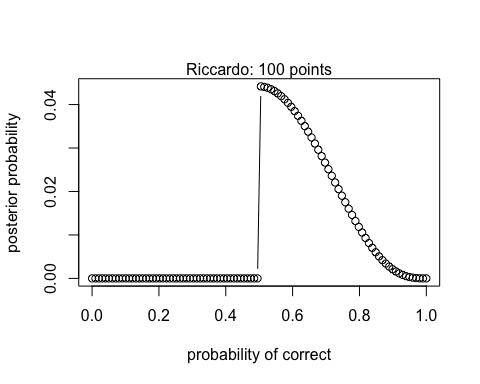 Riccardo: 100 points
posterior probability
0.04
0.02
0.00
0.0 0.2 0.4 0.6 0.8 1.0
probability of correct